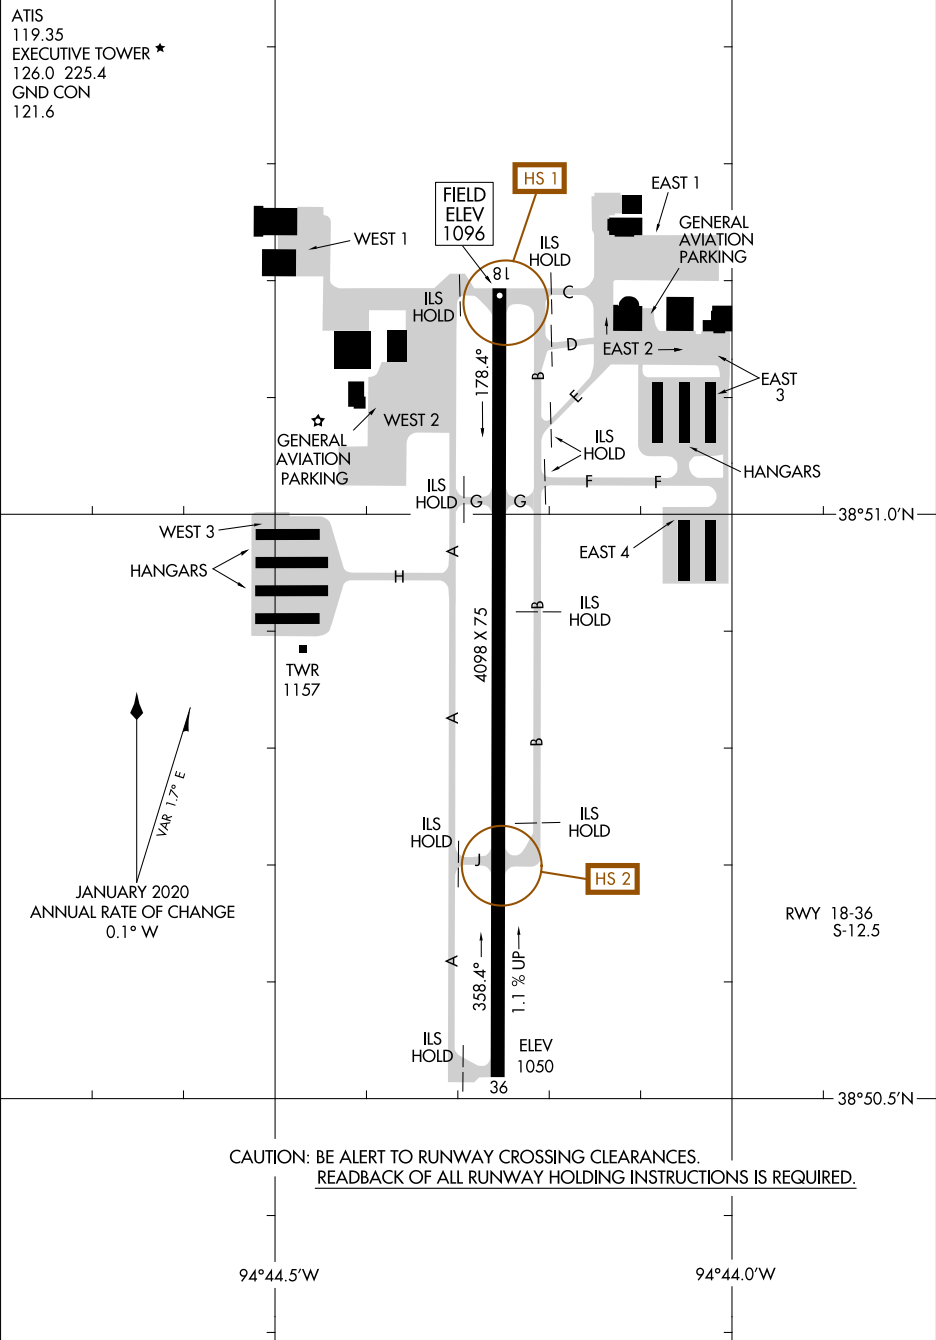 ATIS
119.35
EXECUTIVE TOWER ★
126.0 225.4
GND CON
121.6
HS 1
FIELD
ELEV
1096
EAST 1
GENERAL
AVIATION
PARKING
WEST 1
ILS
HOLD
18
C
ILS
HOLD
D
EAST 2
178.4°
B
EAST
3
E
WEST 2
GENERAL
AVIATION
PARKING
ILS
HOLD
HANGARS
ILS
HOLD
G
G
F
F
38°51.0'N
WEST 3
A
EAST 4
HANGARS
H
B
ILS
HOLD
4098 X 75
TWR
1157
A
B
VAR 1.7° E
ILS
HOLD
ILS
HOLD
J
HS 2
JANUARY 2020
ANNUAL RATE OF CHANGE
0.1° W
RWY 18-36
S-12.5
A
358.4°
1.1 % UP
ILS
HOLD
ELEV
1050
36
38°50.5'N
CAUTION: BE ALERT TO RUNWAY CROSSING CLEARANCES.
READBACK OF ALL RUNWAY HOLDING INSTRUCTIONS IS REQUIRED.
94°44.5'W
94°44.0'W